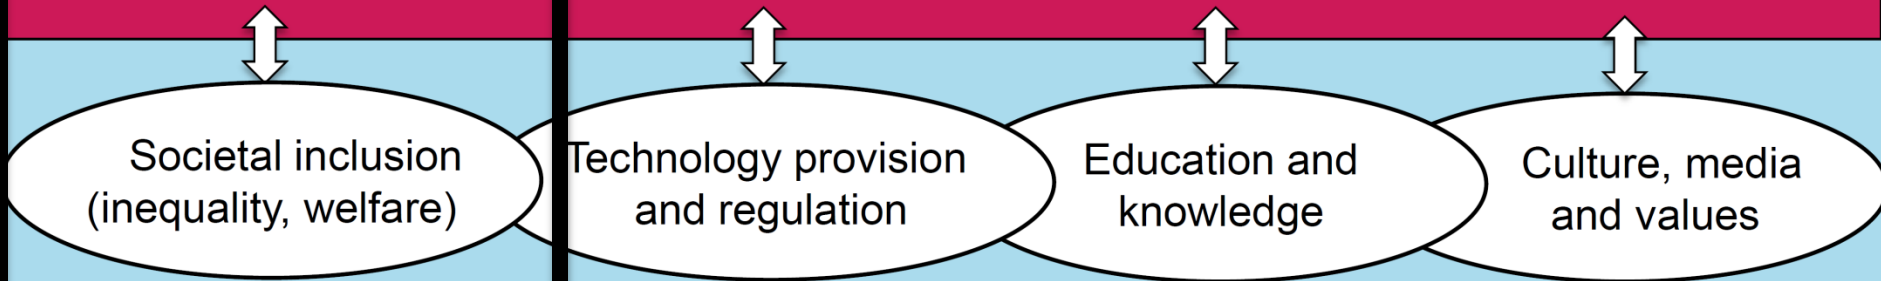 Societal inclusion
(inequality, welfare)
Technology provision
and regulation
Education and
knowledge
Culture, media
and values